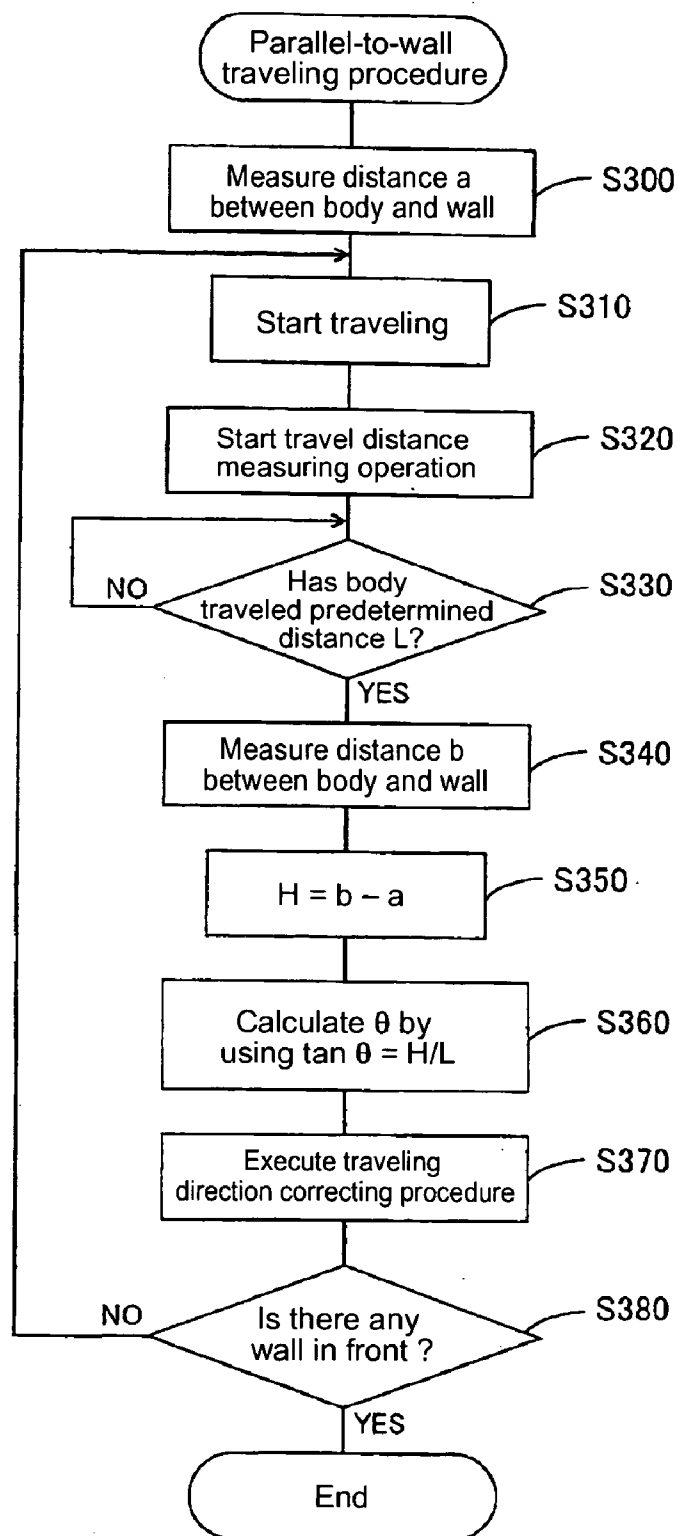 Parallel-to-wall
traveling procedure
Measure distance a
between body and wall
S300
Start traveling
S310
Start travel distance
measuring operation
S320
Has body
traveled predetermined
distance L?
S330
NO
YES
Measure distance b
between body and wall
S340
H = b – a
S350
Calculate θ by
using tan θ = H/L
S360
Execute traveling
direction correcting procedure
S370
Is there any
wall in front ?
S380
NO
YES
End